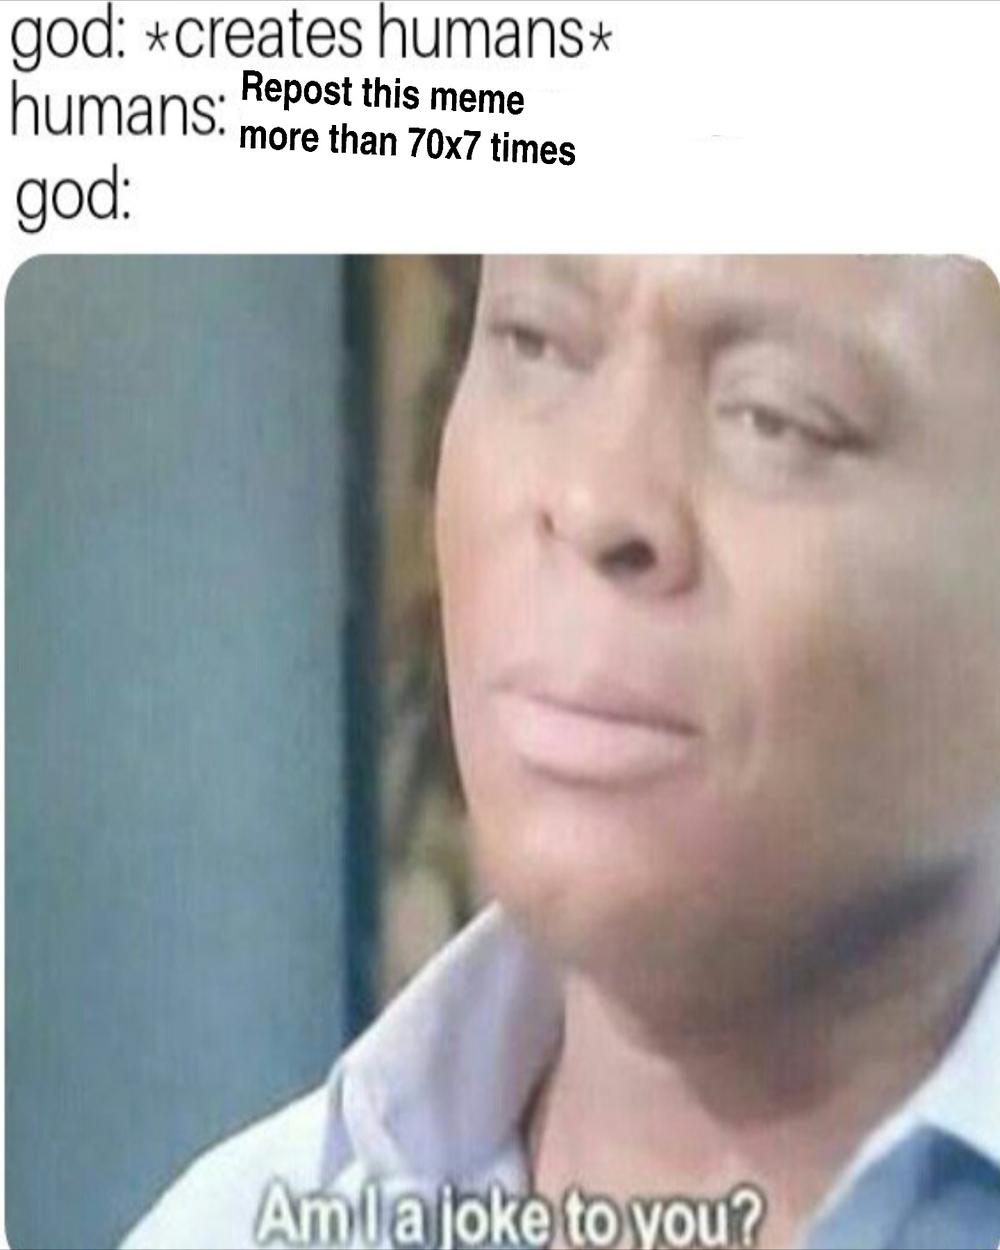 god: *creates humans*
humans: Repost this meme
more than 70x7 times
god:
Am I a joke to you?